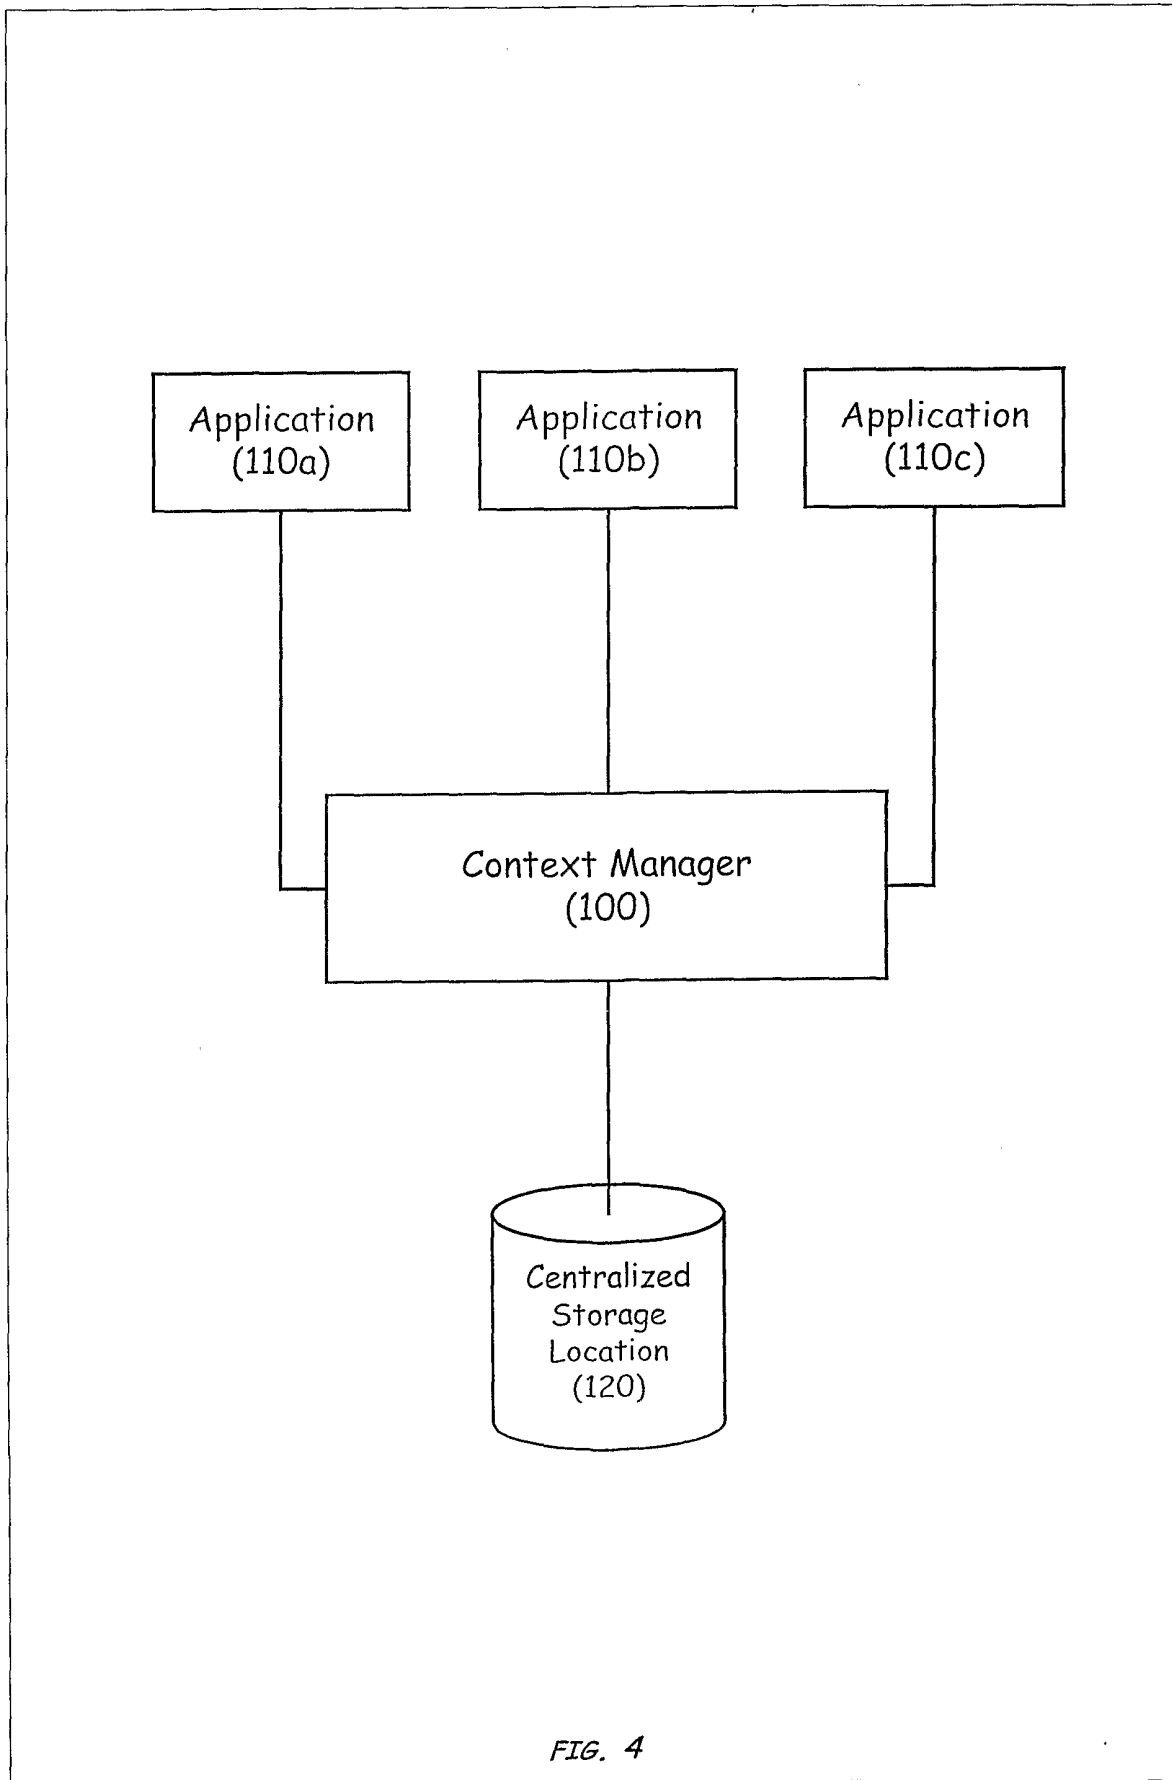 Application
(110a)
Application
(110b)
Application
(110c)
Context Manager
(100)
Centralized
Storage
Location
(120)
FIG. 4